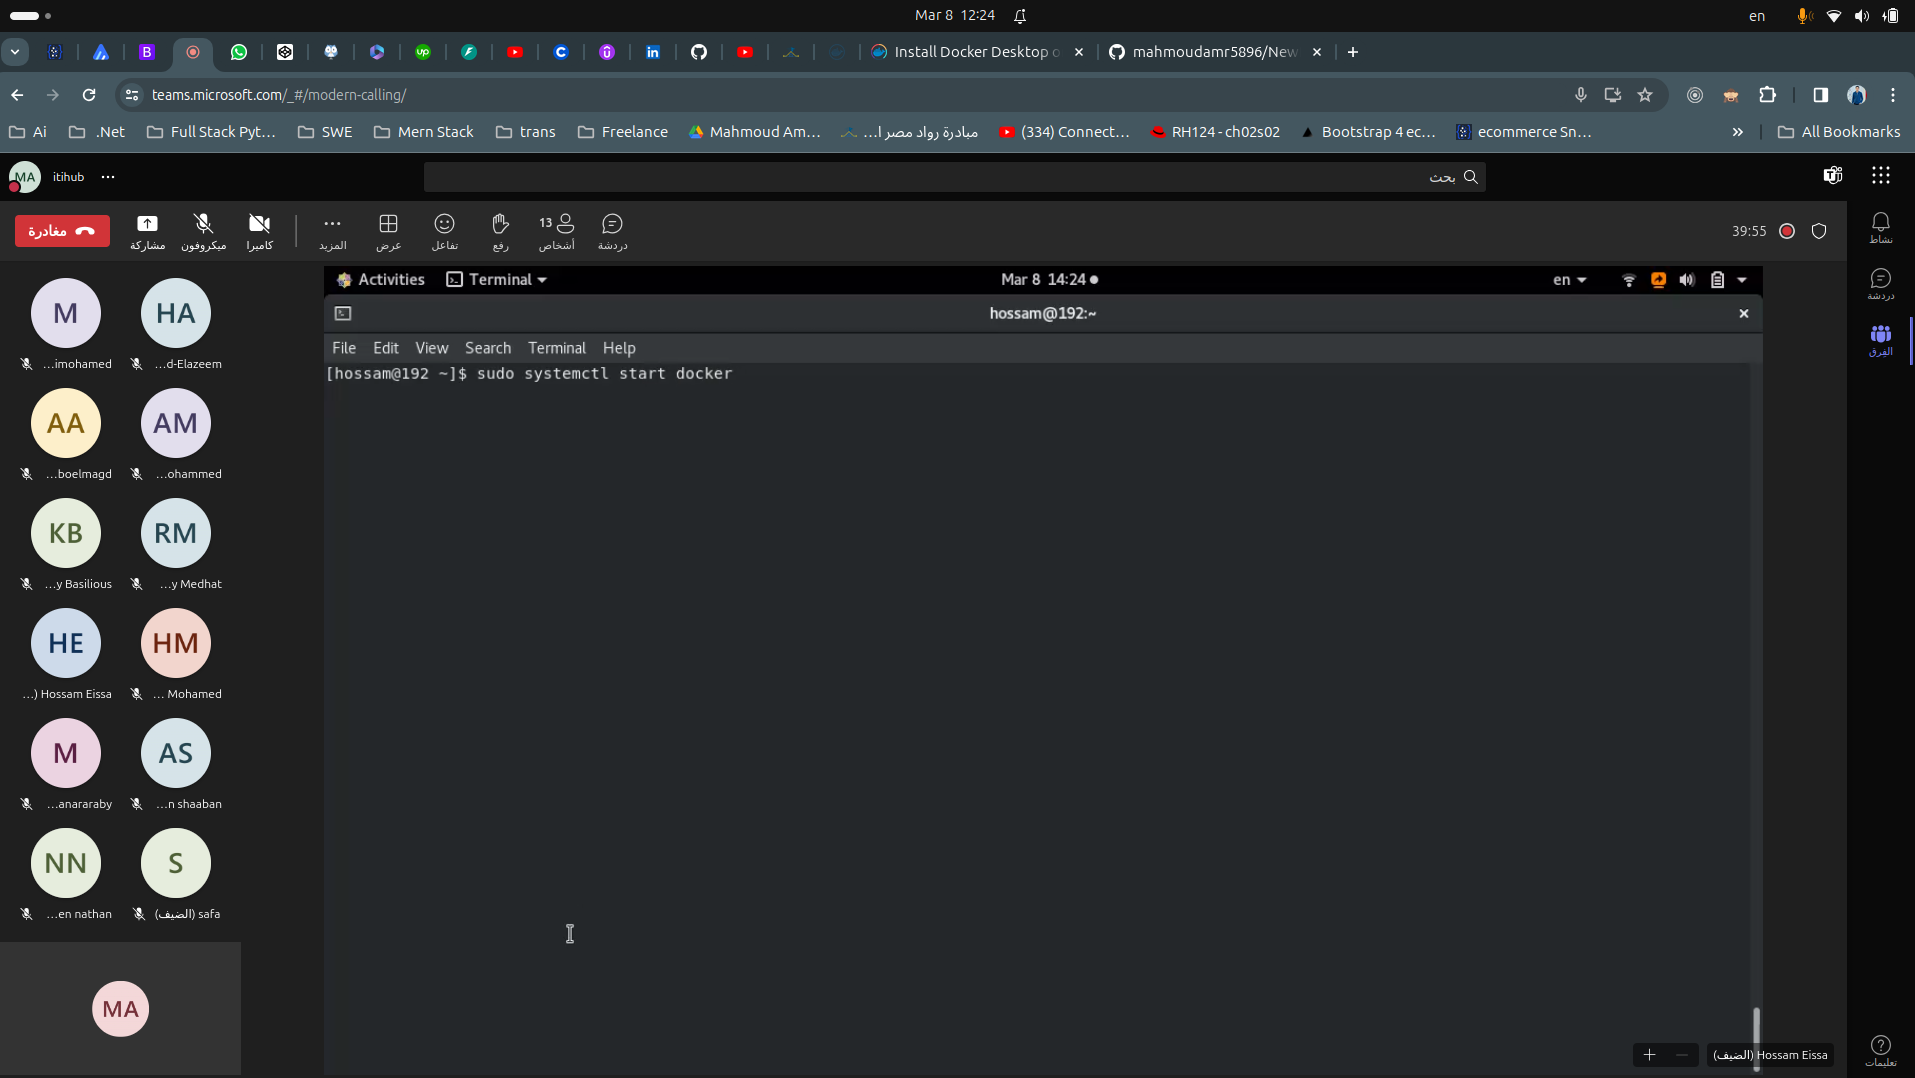 Mar 8 12:24
en
Install Docker Desktop o
mahmoudamr5896/New
teams.microsoft.com/_#/modern-calling/
Ai
.Net
Full Stack Pyt...
SWE
Mern Stack
trans
Freelance
Mahmoud Am...
مبادرة رواد مصر ا...
(334) Connect...
RH124 - ch02s02
Bootstrap 4 ec...
ecommerce Sn...
All Bookmarks
MA
itihub
بحث
مغادرة
مشاركة
ميكروفون
كاميرا
المزيد
عرض
تفاعل
رفع
13
أشخاص
دردشة
39:55
نشاط
دردشة
الفرق
تعليمات
M
...imohamed
HA
...d-Elazeem
AA
...boelmagd
AM
...ohammed
KB
...y Basilious
RM
...y Medhat
HE
...) Hossam Eissa
HM
... Mohamed
M
...anararaby
AS
...n shaaban
NN
...en nathan
S
safa (الضيف)
MA
Activities
Terminal
Mar 8 14:24
en
hossam@192:~
File Edit View Search Terminal Help
[hossam@192 ~]$ sudo systemctl start docker
Hossam Eissa (الضيف)